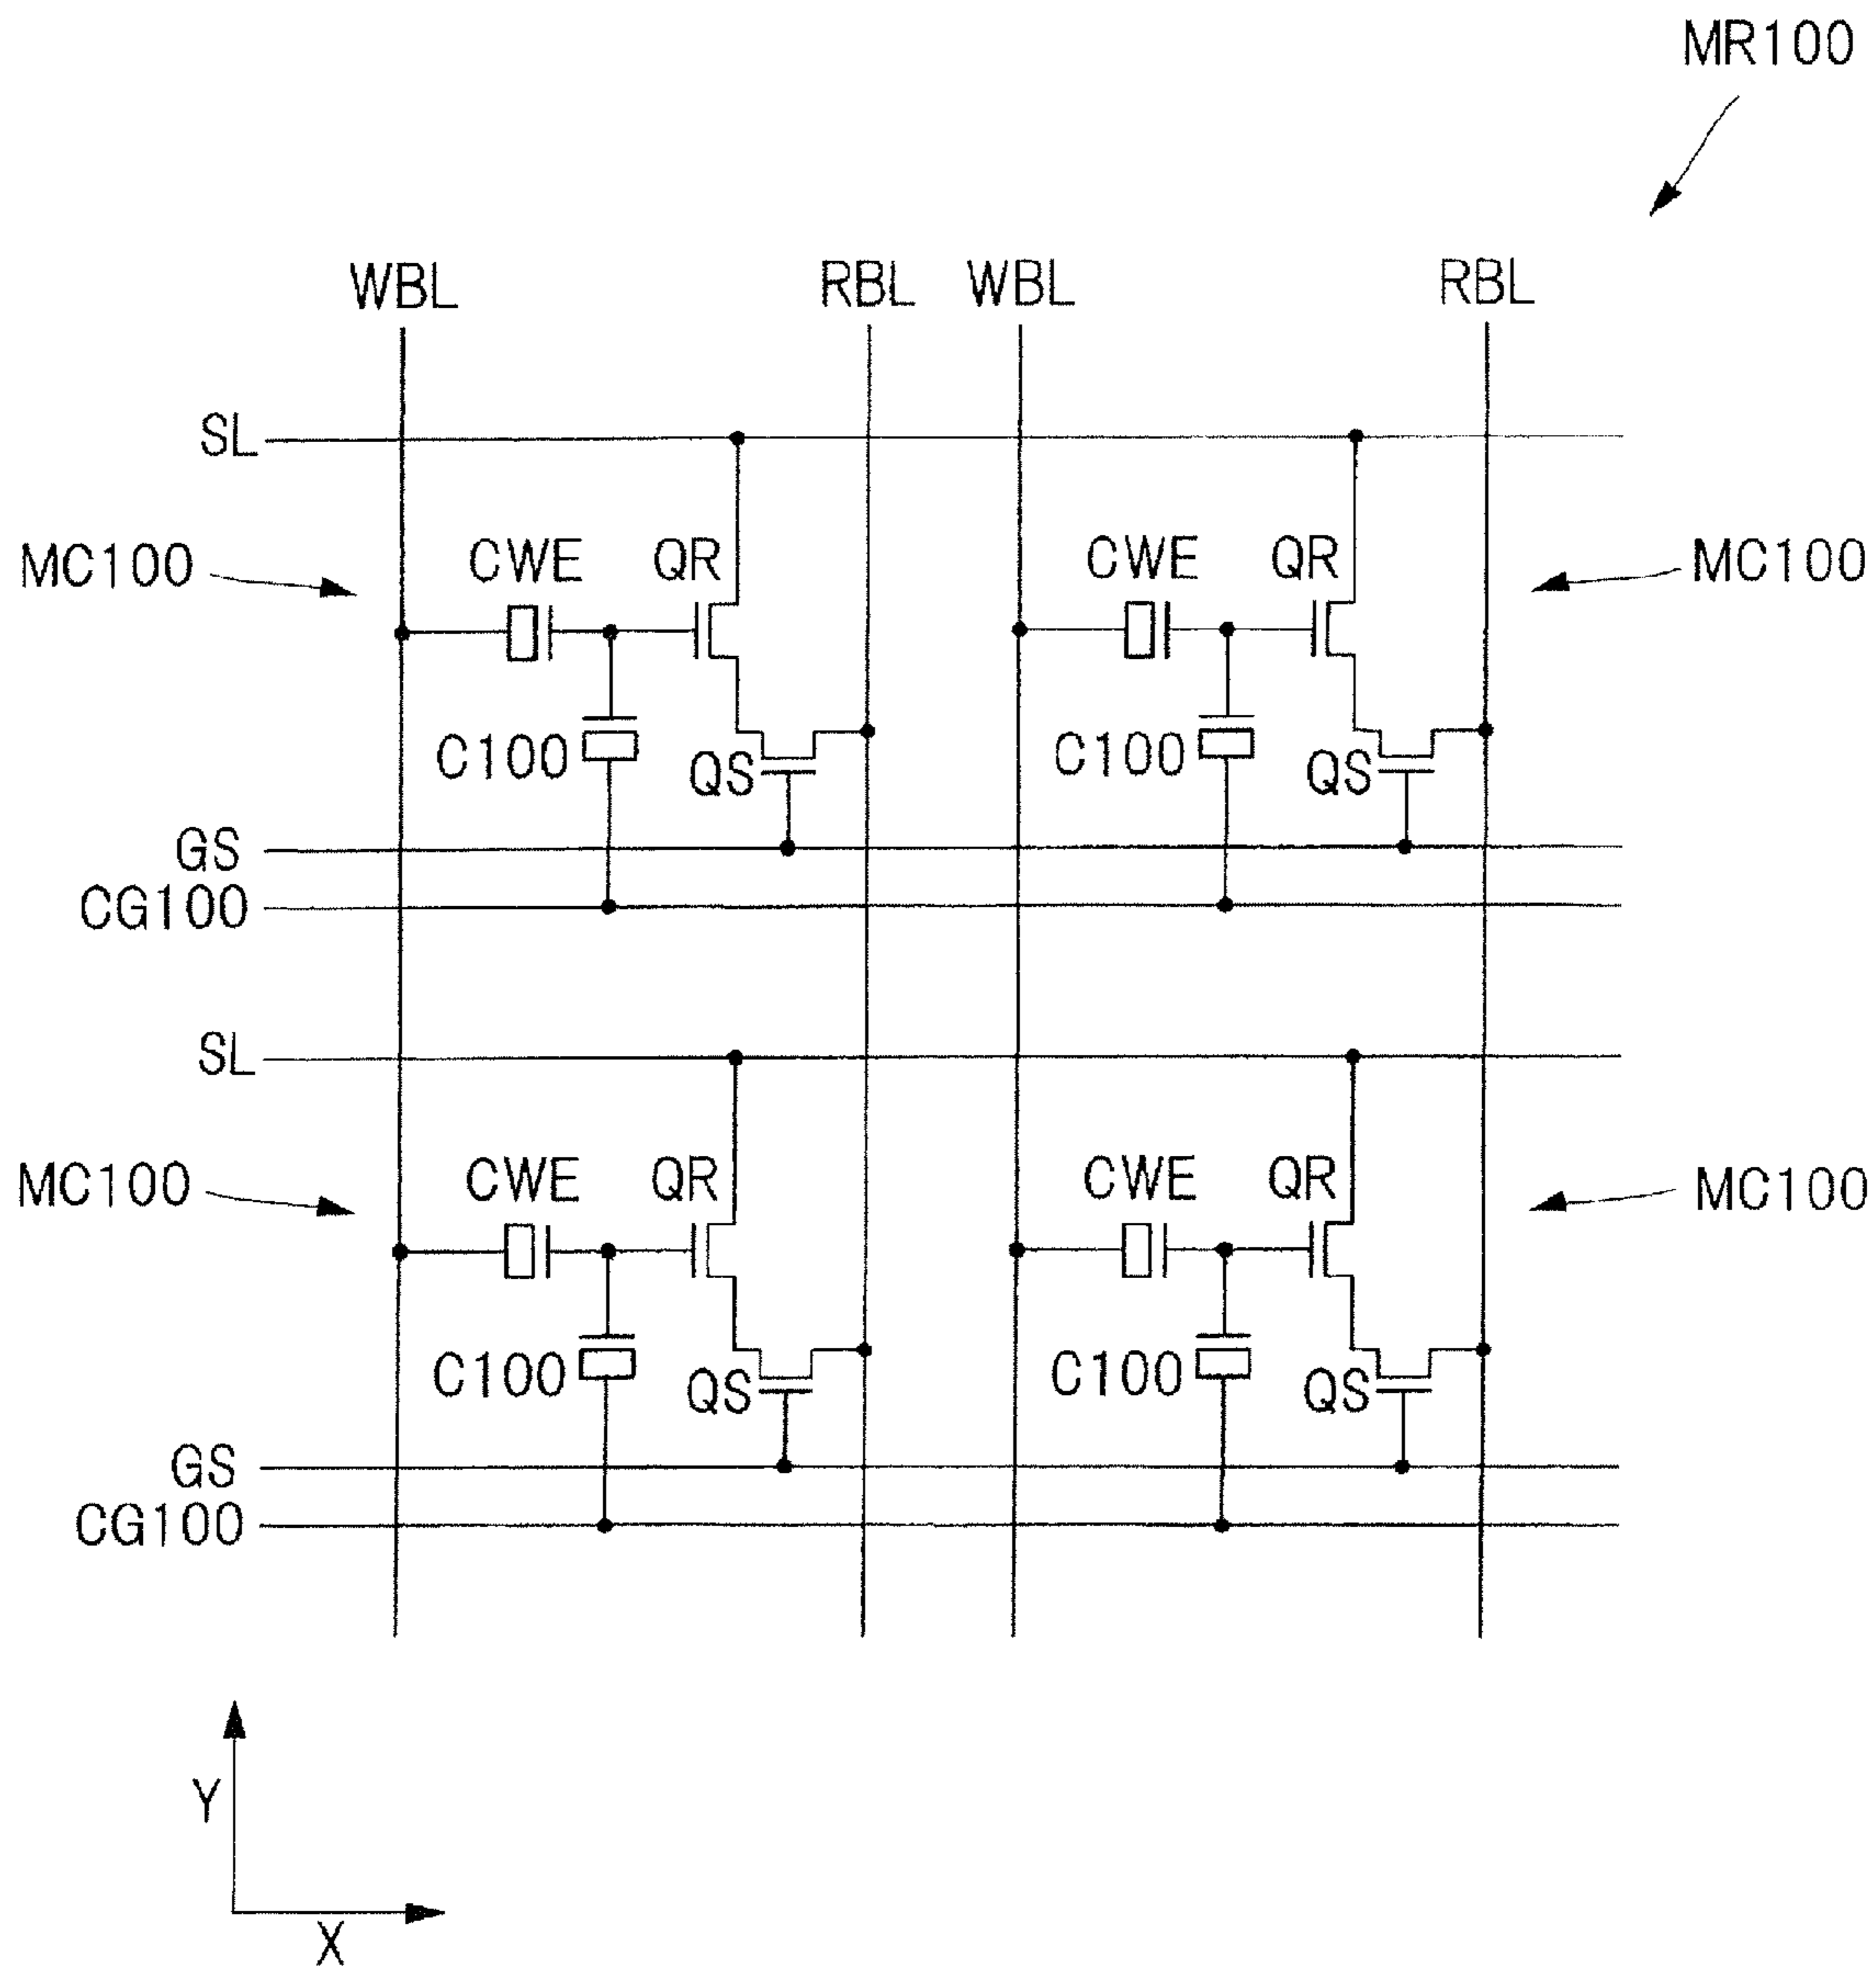 MR100
WBL RBL WBL RBL
SL
MC100 CWE QR CWE QR MC100
C100 QS C100 QS
GS
CG100
SL
MC100 CWE QR CWE QR MC100
C100 QS C100 QS
GS
CG100
Y
X